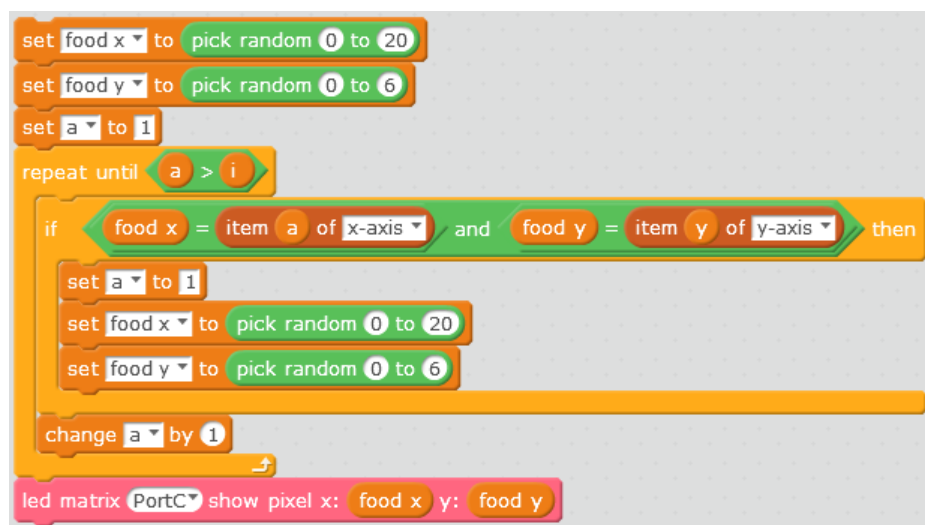 set food x to pick random 0 to 20
set food y to pick random 0 to 6
set a to 1
repeat until a > i
if food x = item a of x-axis and food y = item y of y-axis then
set a to 1
set food x to pick random 0 to 20
set food y to pick random 0 to 6
change a by 1
led matrix PortC show pixel x: food x y: food y